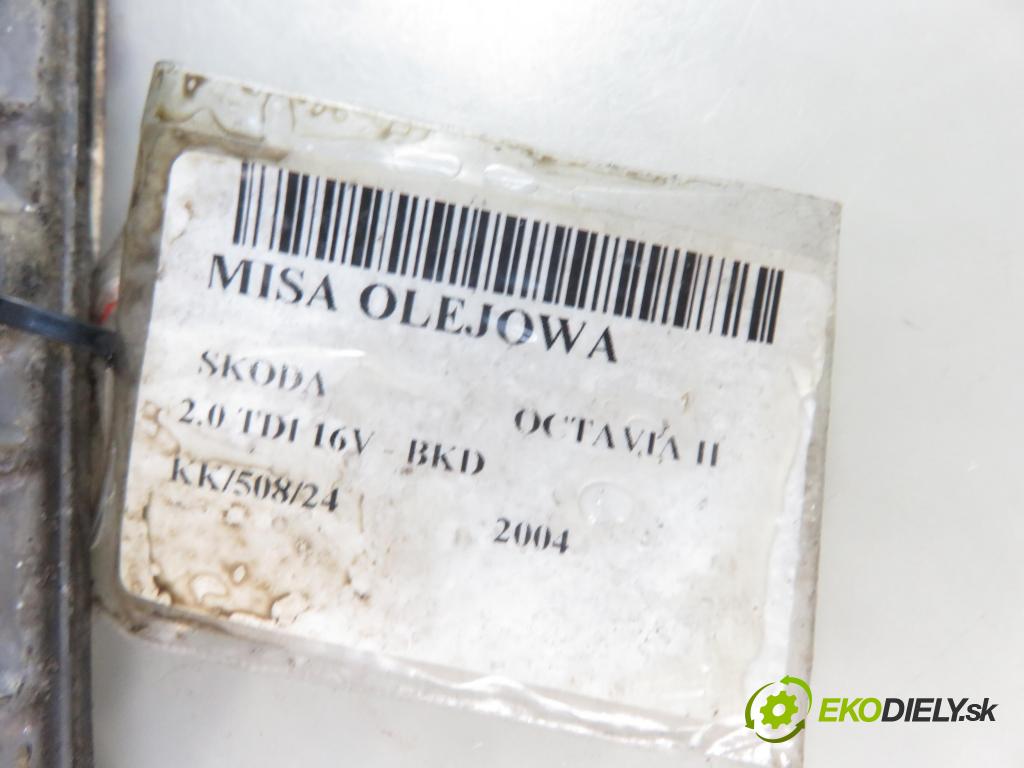 MISA OLEJOWA
SKODA OCTAVIA II
2.0 TDI 16V - BKD
KK/508/24
2004
EKODIELY.sk